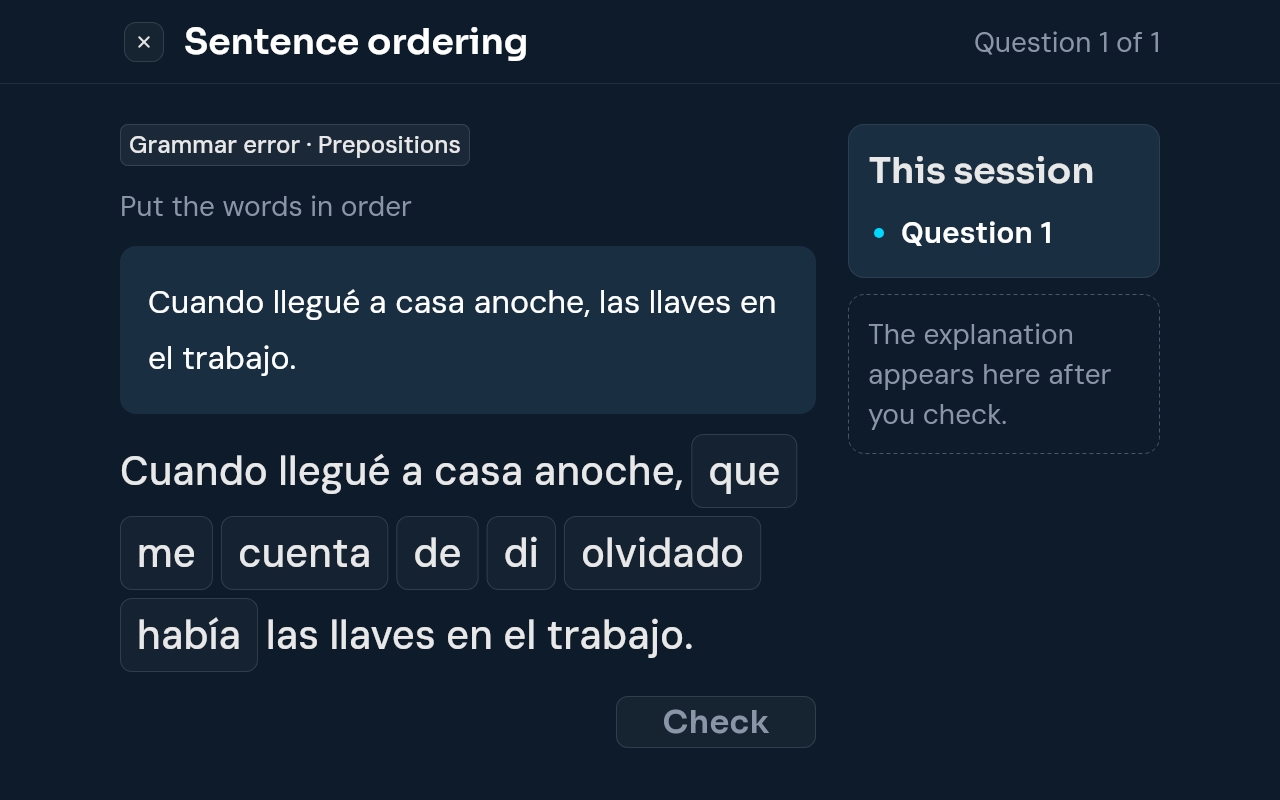 ×
Sentence ordering
Question 1 of 1
Grammar error · Prepositions
Put the words in order
Cuando llegué a casa anoche, las llaves en
el trabajo.
Cuando llegué a casa anoche, que
me cuenta de di olvidado
había las llaves en el trabajo.
Check
This session
Question 1
The explanation
appears here after
you check.